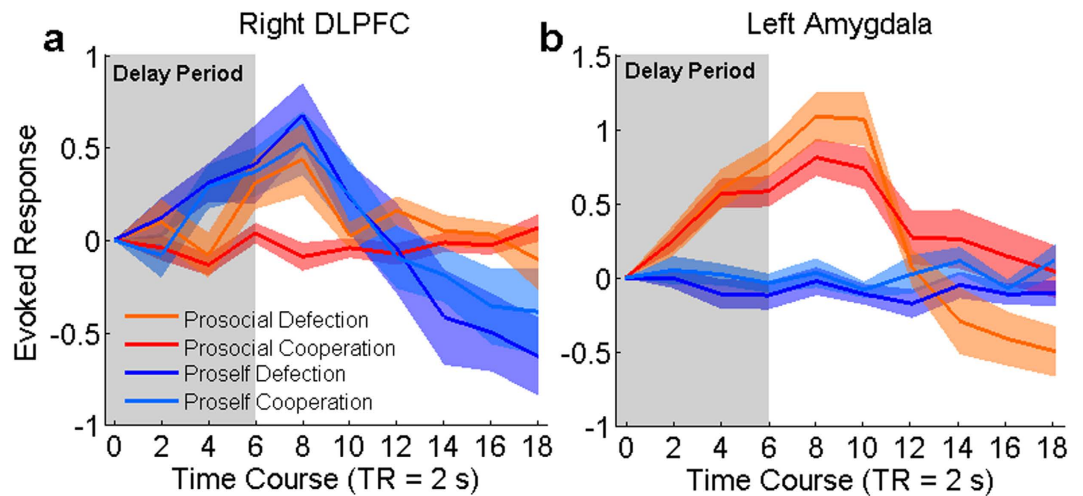 a
Right DLPFC
Delay Period
Evoked Response
1
0.5
0
-0.5
-1
Prosocial Defection
Prosocial Cooperation
Proself Defection
Proself Cooperation
0 2 4 6 8 10 12 14 16 18
Time Course (TR = 2 s)
b
Left Amygdala
Delay Period
1.5
1
0.5
0
-0.5
-1
0 2 4 6 8 10 12 14 16 18
Time Course (TR = 2 s)